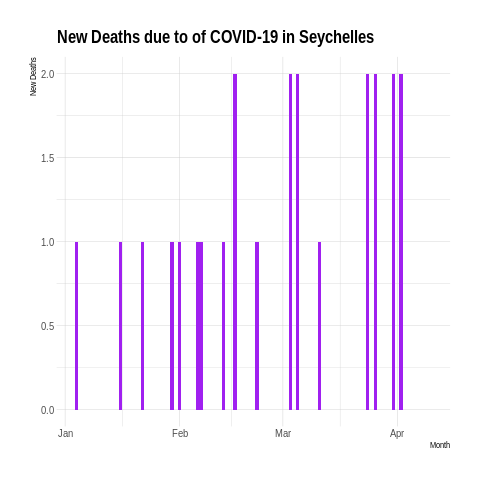 New Deaths due to of COVID-19 in Seychelles
New Deaths
2.0
1.5
1.0
0.5
0.0
Jan Feb Mar Apr
Month